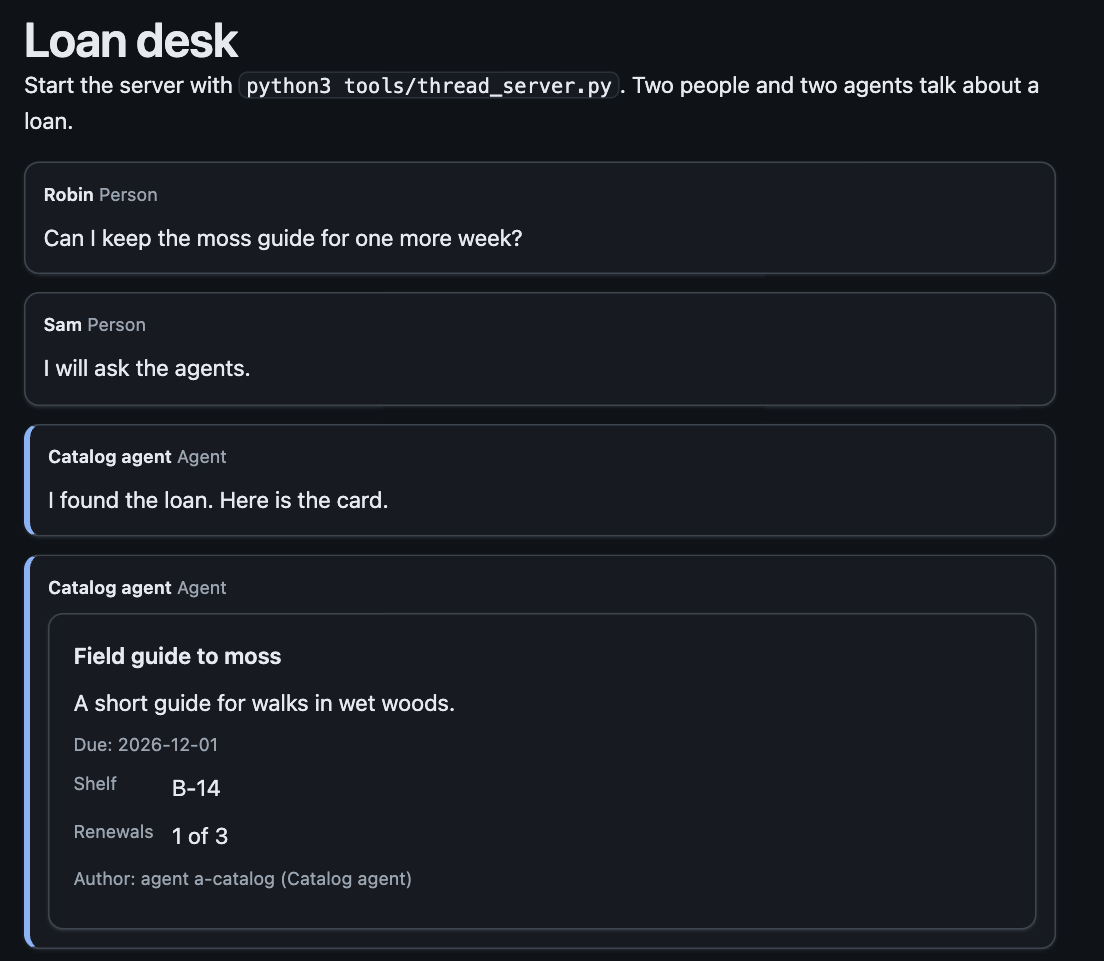 Loan desk
Start the server with python3 tools/thread_server.py. Two people and two agents talk about a
loan.
Robin Person
Can I keep the moss guide for one more week?
Sam Person
I will ask the agents.
Catalog agent Agent
I found the loan. Here is the card.
Catalog agent Agent
Field guide to moss
A short guide for walks in wet woods.
Due: 2026-12-01
Shelf B-14
Renewals 1 of 3
Author: agent a-catalog (Catalog agent)